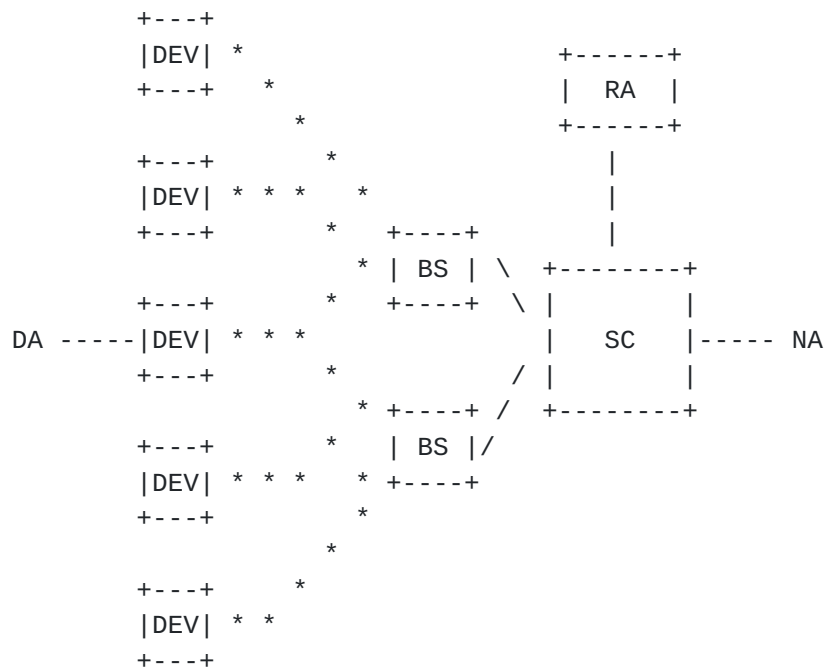 +---+
|DEV| *                    +------+
+---+   *                  |  RA  |
          *                +------+
+---+       *                 |
|DEV| * * *   *               |
+---+       *   +----+        |
              * | BS | \  +--------+
+---+       *   +----+  \ |        |
DA -----|DEV| * * *               |   SC   |----- NA
+---+       *           / |        |
              * +----+ /  +--------+
+---+       *   | BS |/
|DEV| * * *   * +----+
+---+         *
            *
+---+     *
|DEV| * *
+---+